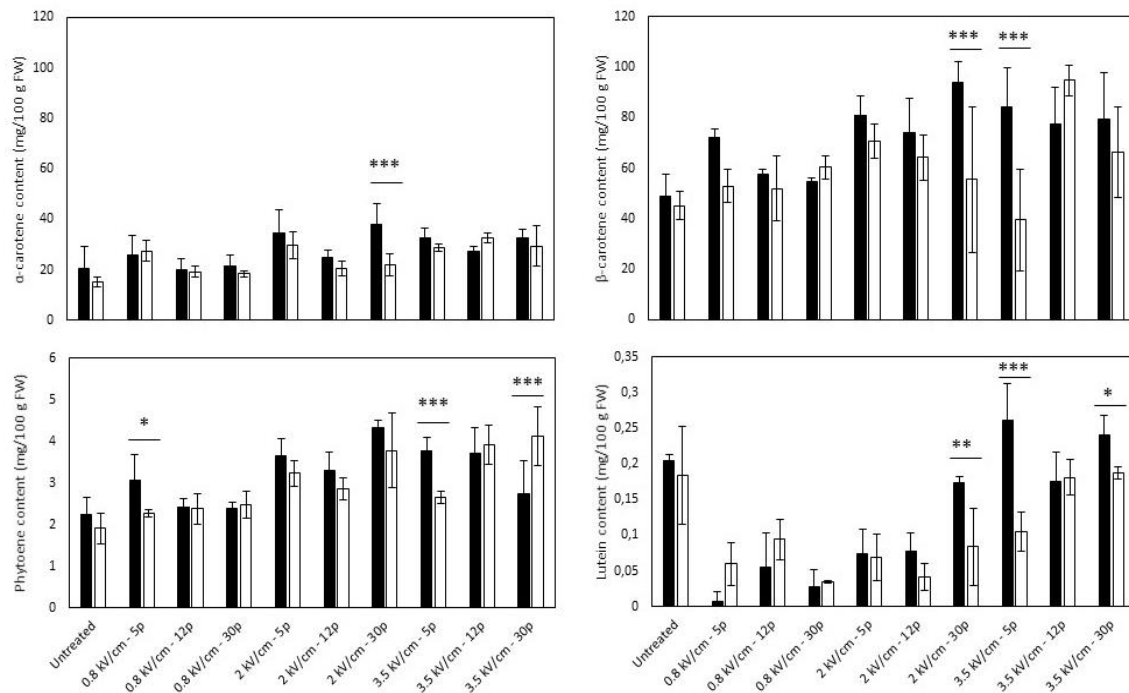 α-carotene content (mg/100 g FW)
120
100
80
60
40
20
0
***
β-carotene content (mg/100 g FW)
120
100
80
60
40
20
0
***
***
Phytoene content (mg/100 g FW)
6
5
4
3
2
1
0
*
***
***
Untreated
0.8 kV/cm - 5p
0.8 kV/cm - 12p
0.8 kV/cm - 30p
2 kV/cm - 5p
2 kV/cm - 12p
2 kV/cm - 30p
3.5 kV/cm - 5p
3.5 kV/cm - 12p
3.5 kV/cm - 30p
Lutein content (mg/100 g FW)
0,35
0,3
0,25
0,2
0,15
0,1
0,05
0
**
***
*
Untreated
0.8 kV/cm - 5p
0.8 kV/cm - 12p
0.8 kV/cm - 30p
2 kV/cm - 5p
2 kV/cm - 12p
2 kV/cm - 30p
3.5 kV/cm - 5p
3.5 kV/cm - 12p
3.5 kV/cm - 30p